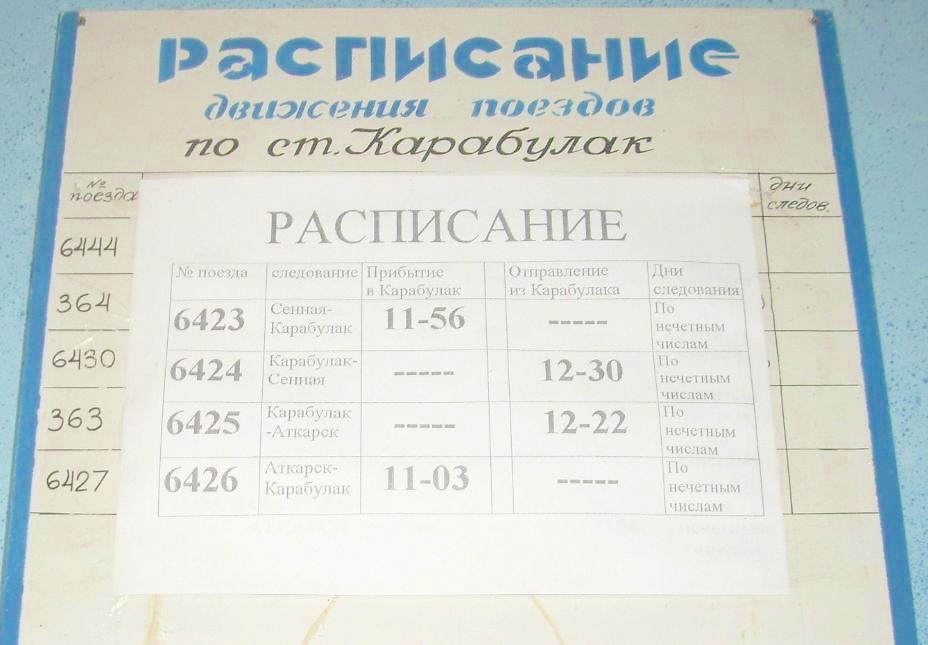 расписание
движения поездов
по ст. Карабулак
№ поезда
дни следов.
6444
364
6430
363
6427
РАСПИСАНИЕ
№ поезда следование Прибытие в Карабулак Отправление из Карабулака Дни следования
6423 Сенная-Карабулак 11-56 ----- По нечетным числам
6424 Карабулак-Сенная ----- 12-30 По нечетным числам
6425 Карабулак-Аткарск ----- 12-22 По нечетным числам
6426 Аткарск-Карабулак 11-03 ----- По нечетным числам